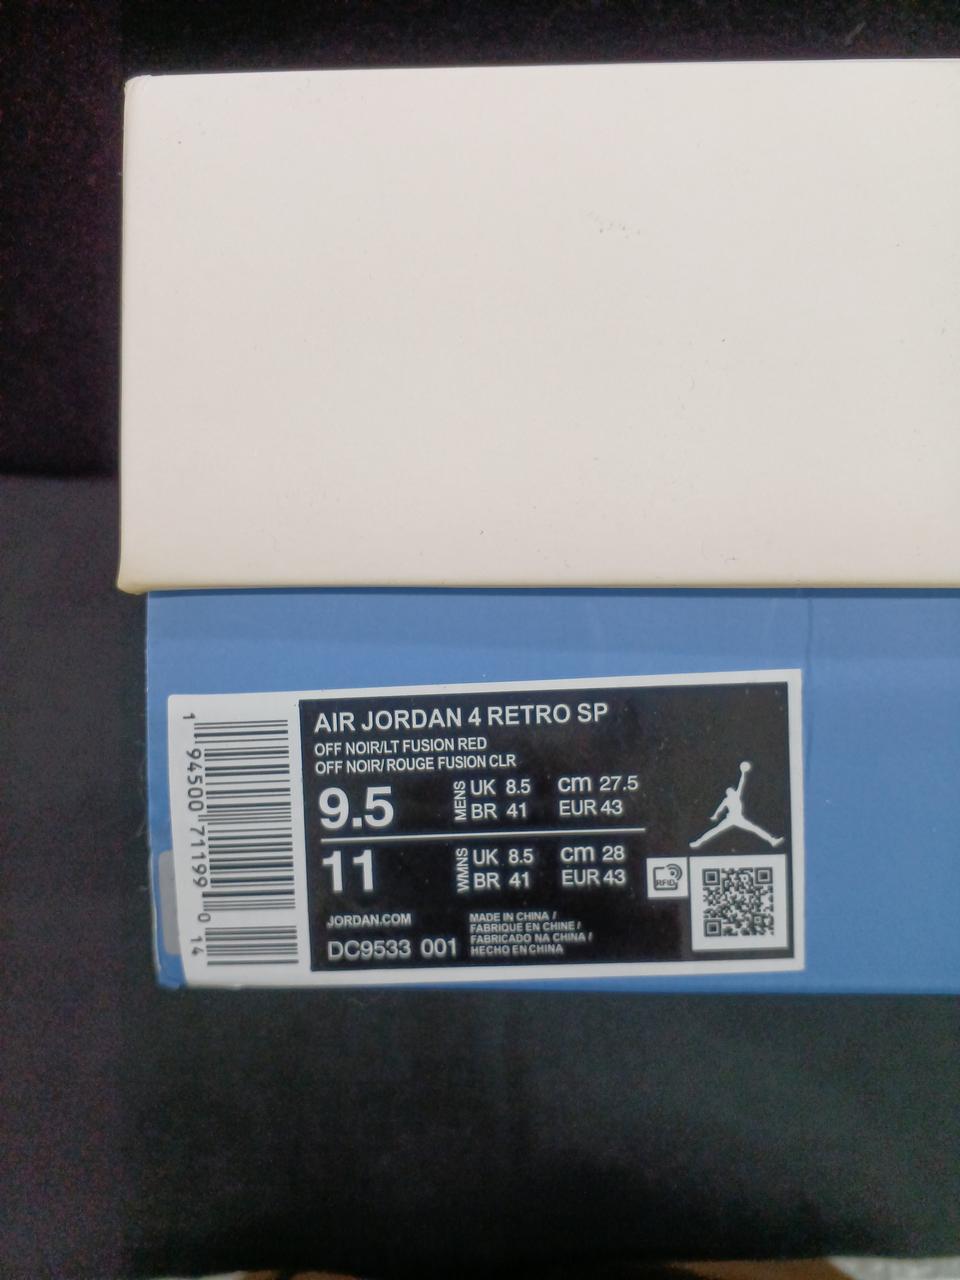 AIR JORDAN 4 RETRO SP
OFF NOIR/LT FUSION RED
OFF NOIR/ROUGE FUSION CLR
9.5 MENS UK 8.5 cm 27.5
BR 41 EUR 43
11 WMNS UK 8.5 cm 28
BR 41 EUR 43
RFID
JORDAN.COM
DC9533 001
MADE IN CHINA /
FABRIQUE EN CHINE /
FABRICADO NA CHINA /
HECHO EN CHINA
1 94500 71199 0 14